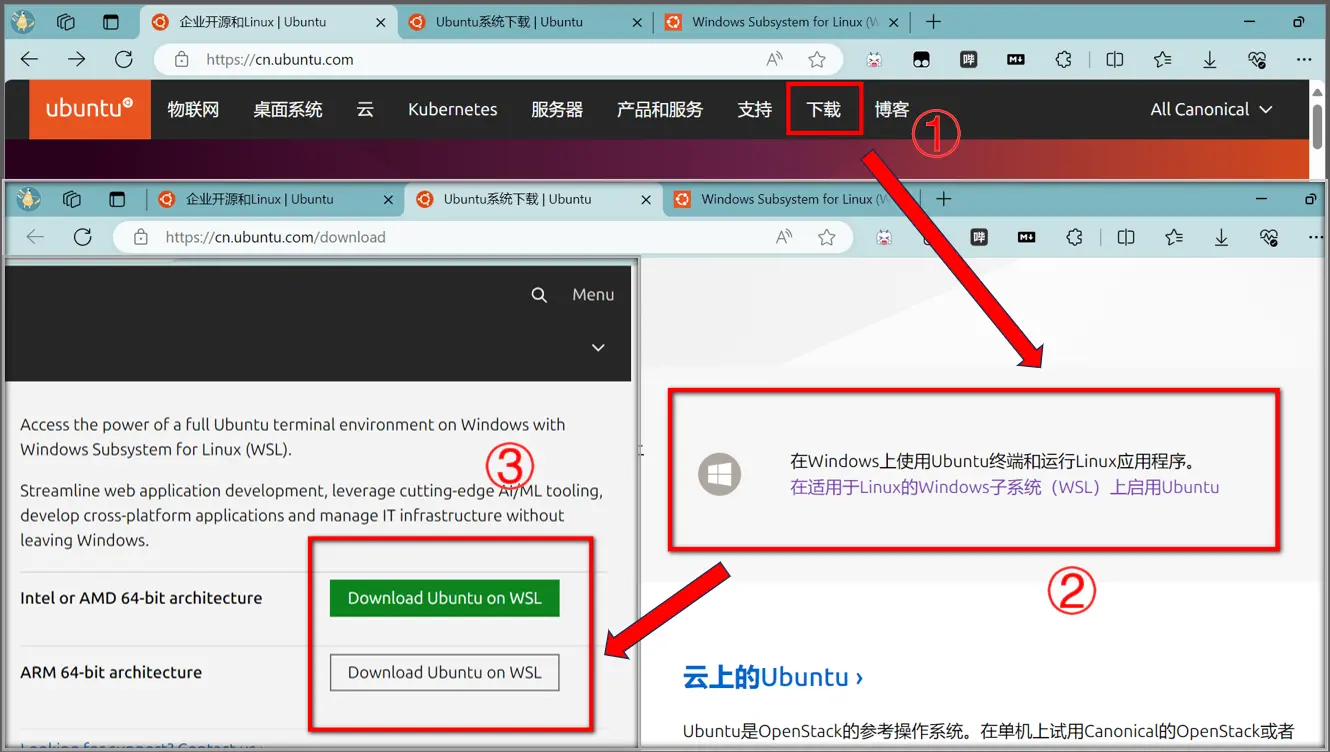 企业开源和Linux | Ubuntu
Ubuntu系统下载 | Ubuntu
Windows Subsystem for Linux (W
https://cn.ubuntu.com
ubuntu
物联网
桌面系统
云
Kubernetes
服务器
产品和服务
支持
下载
博客
All Canonical
①
企业开源和Linux | Ubuntu
Ubuntu系统下载 | Ubuntu
Windows Subsystem for Linux (W
https://cn.ubuntu.com/download
Menu
Access the power of a full Ubuntu terminal environment on Windows with
Windows Subsystem for Linux (WSL).
③
Streamline web application development, leverage cutting-edge AI/ML tooling,
develop cross-platform applications and manage IT infrastructure without
leaving Windows.
Intel or AMD 64-bit architecture
Download Ubuntu on WSL
ARM 64-bit architecture
Download Ubuntu on WSL
在Windows上使用Ubuntu终端和运行Linux应用程序。
在适用于Linux的Windows子系统（WSL）上启用Ubuntu
②
云上的Ubuntu ›
Ubuntu是OpenStack的参考操作系统。在单机上试用Canonical的OpenStack或者